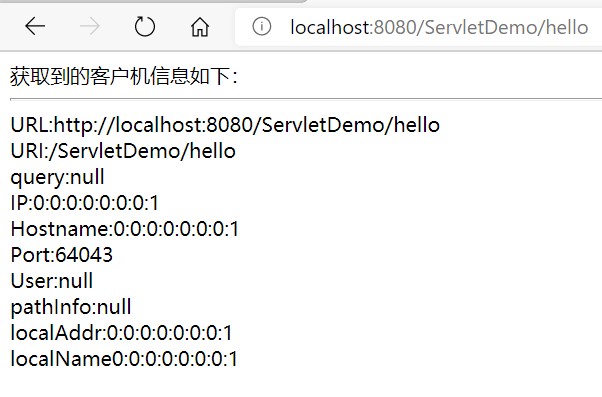 localhost:8080/ServletDemo/hello
获取到的客户机信息如下：
URL:http://localhost:8080/ServletDemo/hello
URI:/ServletDemo/hello
query:null
IP:0:0:0:0:0:0:0:1
Hostname:0:0:0:0:0:0:0:1
Port:64043
User:null
pathInfo:null
localAddr:0:0:0:0:0:0:0:1
localName0:0:0:0:0:0:0:1